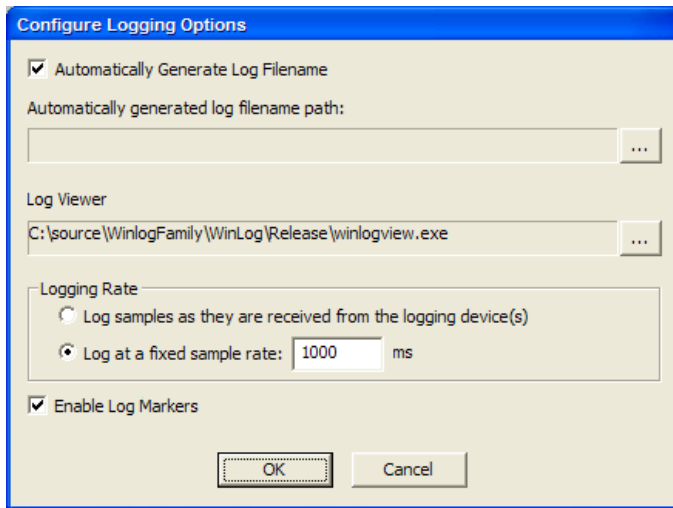 Configure Logging Options
Automatically Generate Log Filename
Automatically generated log filename path:
...
Log Viewer
C:\source\WinlogFamily\WinLog\Release\winlogview.exe
...
Logging Rate
Log samples as they are received from the logging device(s)
Log at a fixed sample rate: 1000 ms
Enable Log Markers
OK Cancel